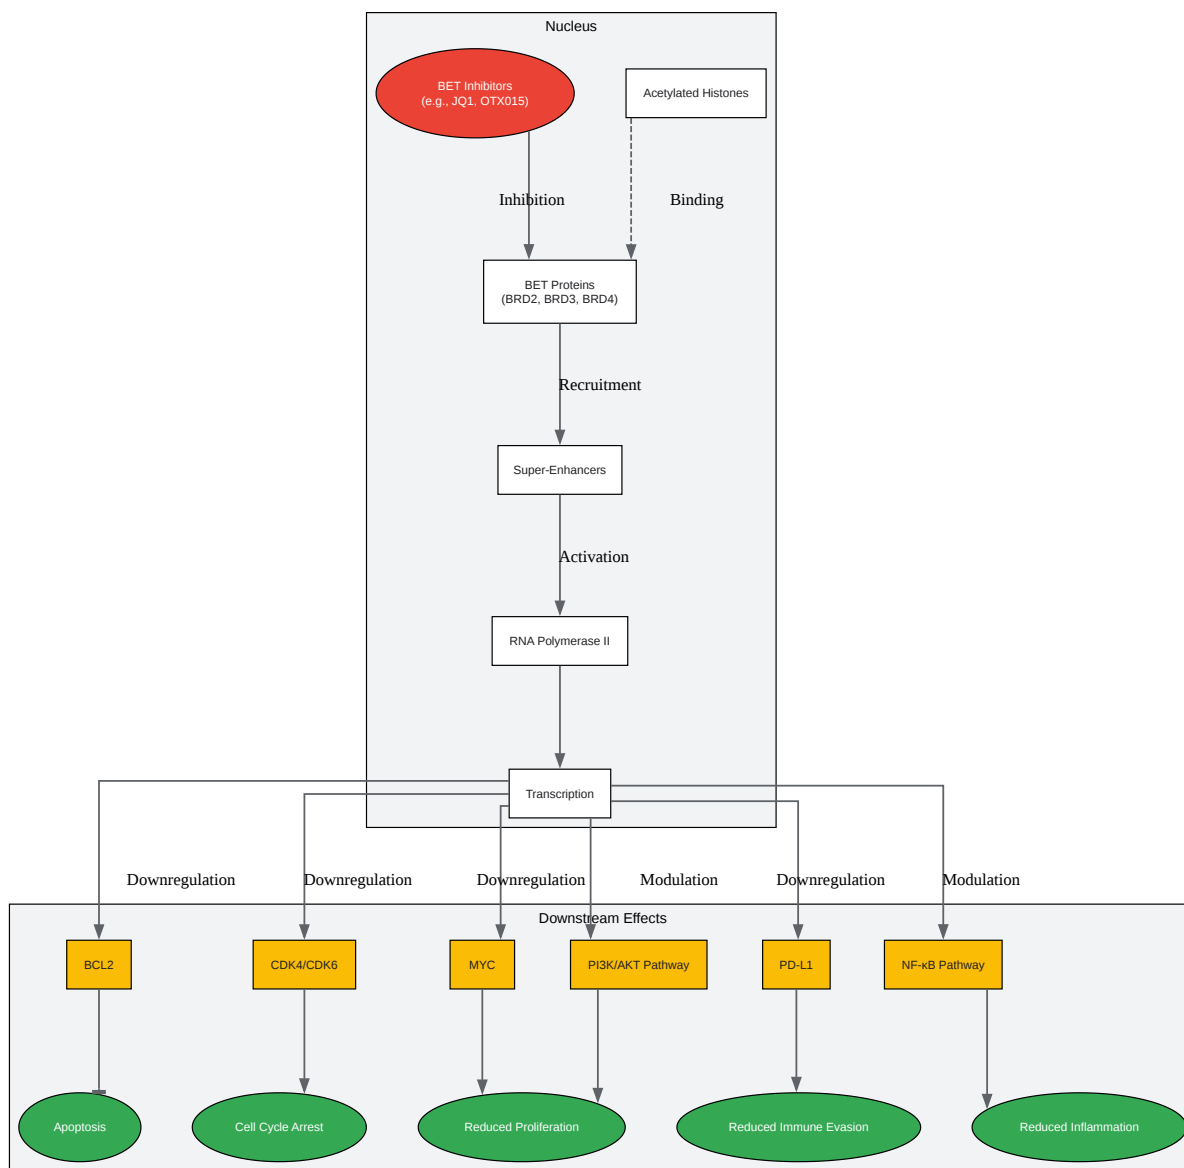 Nucleus
BET Inhibitors
(e.g., JQ1, OTX015)
Acetylated Histones
Inhibition
Binding
BET Proteins
(BRD2, BRD3, BRD4)
Recruitment
Super-Enhancers
Activation
RNA Polymerase II
Transcription
Downregulation
Downregulation
Downregulation
Modulation
Downregulation
Modulation
Downstream Effects
BCL2
CDK4/CDK6
MYC
PI3K/AKT Pathway
PD-L1
NF-κB Pathway
Apoptosis
Cell Cycle Arrest
Reduced Proliferation
Reduced Immune Evasion
Reduced Inflammation